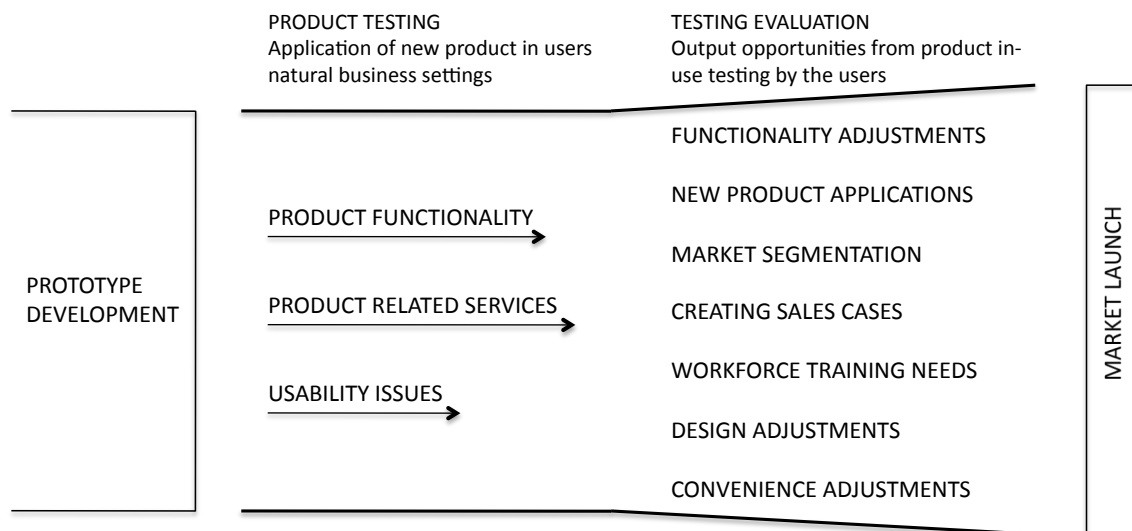 PRODUCT TESTING
Application of new product in users
natural business settings
TESTING EVALUATION
Output opportunities from product in-
use testing by the users
PROTOTYPE
DEVELOPMENT
PRODUCT FUNCTIONALITY
PRODUCT RELATED SERVICES
USABILITY ISSUES
FUNCTIONALITY ADJUSTMENTS
NEW PRODUCT APPLICATIONS
MARKET SEGMENTATION
CREATING SALES CASES
WORKFORCE TRAINING NEEDS
DESIGN ADJUSTMENTS
CONVENIENCE ADJUSTMENTS
MARKET LAUNCH